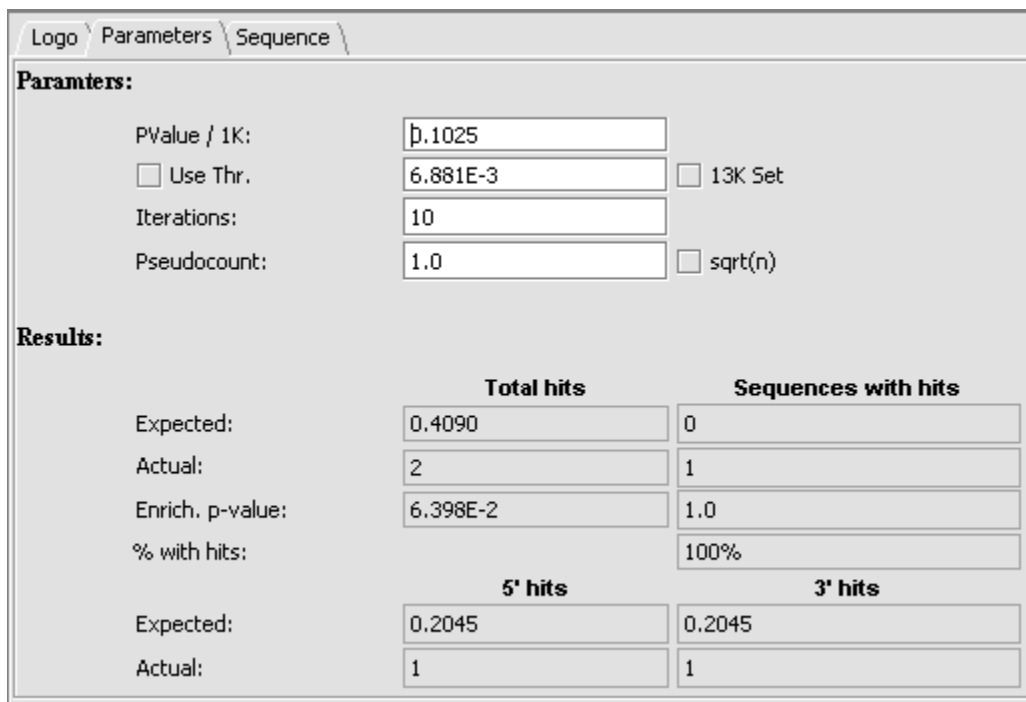 Logo Parameters Sequence
Paramters:
PValue / 1K: 0.1025
Use Thr. 6.881E-3 13K Set
Iterations: 10
Pseudocount: 1.0 sqrt(n)
Results:
Total hits Sequences with hits
Expected: 0.4090 0
Actual: 2 1
Enrich. p-value: 6.398E-2 1.0
% with hits: 100%
5' hits 3' hits
Expected: 0.2045 0.2045
Actual: 1 1